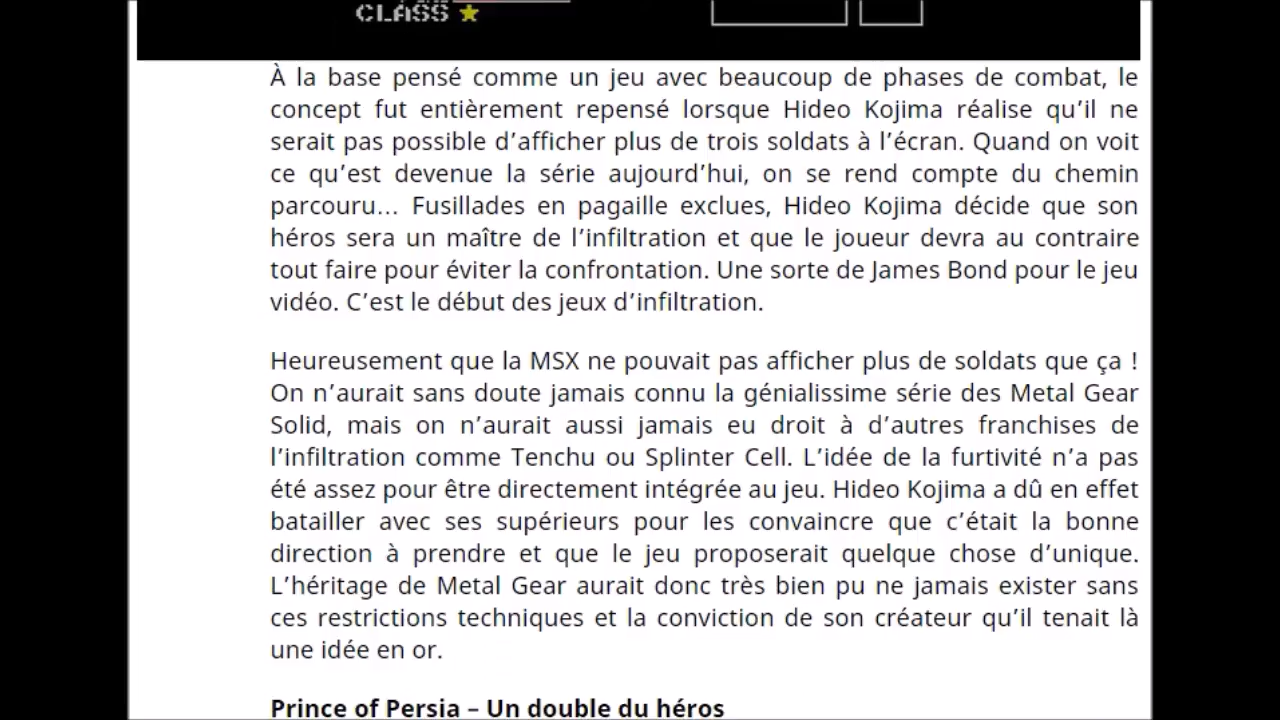 CLASS
À la base pensé comme un jeu avec beaucoup de phases de combat, le
concept fut entièrement repensé lorsque Hideo Kojima réalise qu’il ne
serait pas possible d’afficher plus de trois soldats à l’écran. Quand on voit
ce qu’est devenue la série aujourd’hui, on se rend compte du chemin
parcouru… Fusillades en pagaille exclues, Hideo Kojima décide que son
héros sera un maître de l’infiltration et que le joueur devra au contraire
tout faire pour éviter la confrontation. Une sorte de James Bond pour le jeu
vidéo. C’est le début des jeux d’infiltration.
Heureusement que la MSX ne pouvait pas afficher plus de soldats que ça !
On n’aurait sans doute jamais connu la génialissime série des Metal Gear
Solid, mais on n’aurait aussi jamais eu droit à d’autres franchises de
l’infiltration comme Tenchu ou Splinter Cell. L’idée de la furtivité n’a pas
été assez pour être directement intégrée au jeu. Hideo Kojima a dû en effet
batailler avec ses supérieurs pour les convaincre que c’était la bonne
direction à prendre et que le jeu proposerait quelque chose d’unique.
L’héritage de Metal Gear aurait donc très bien pu ne jamais exister sans
ces restrictions techniques et la conviction de son créateur qu’il tenait là
une idée en or.
Prince of Persia – Un double du héros